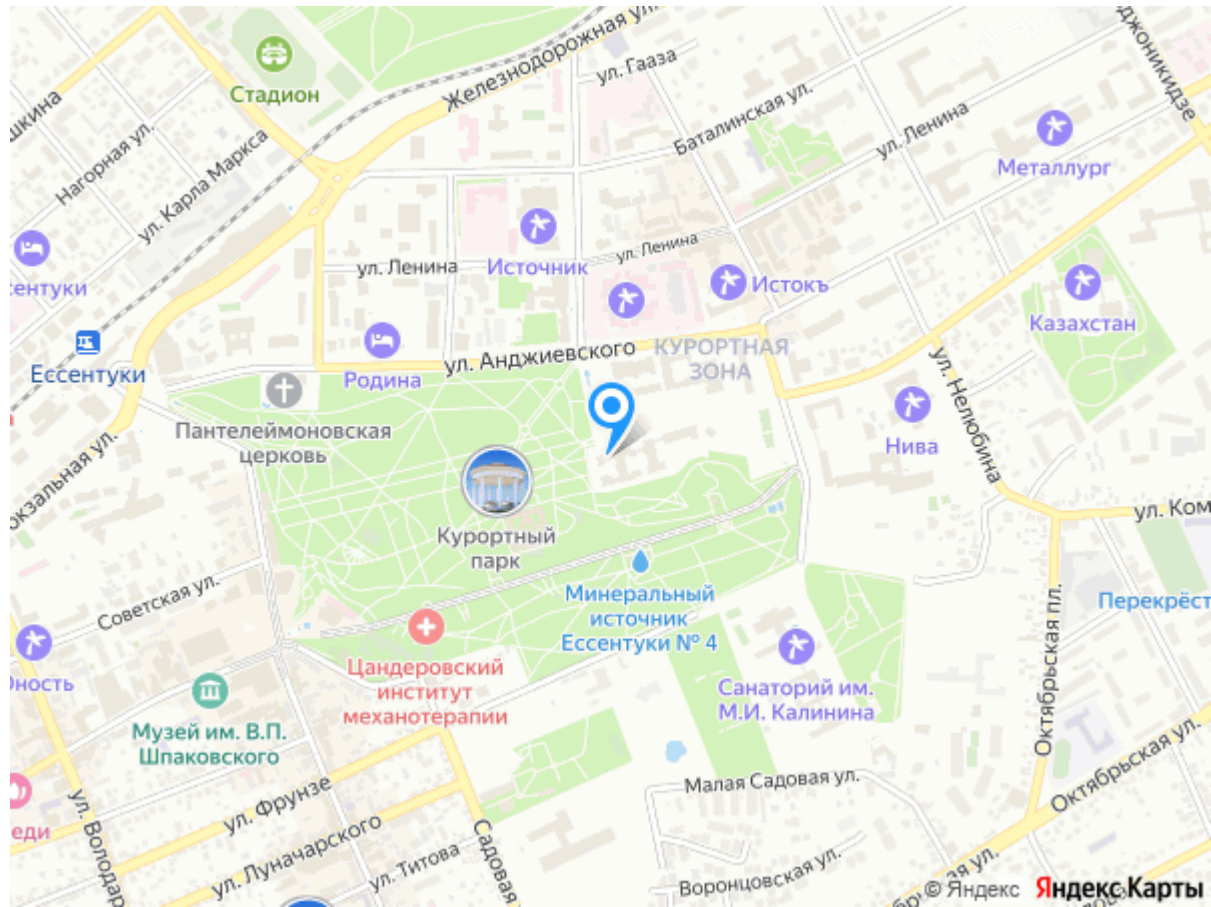 Стадион
Железнодорожная ул.
ул. Гааза
Баталинская ул.
ул. Ленина
Металлург
Нагорная ул.
ул. Карла Маркса
ул. Ленина
ул. Ленина
Источник
Истокъ
Казахстан
Ессентуки
Родина
ул. Анджиевского
КУРОРТНАЯ
ЗОНА
ул. Нелюбина
Пантелеймоновская
церковь
Нива
Курортный
парк
ул. Ком
Советская ул.
Минеральный
источник
Ессентуки № 4
Перекрёст
Октябрьская пл.
Цандеровский
институт
механотерапии
Санаторий им.
М.И. Калинина
Музей им. В.П.
Шпаковского
Малая Садовая ул.
Октябрьская ул.
ул. Фрунзе
ул. Луначарского
ул. Титова
Садовая
ул. Володар
Воронцовская ул.
© Яндекс Яндекс Карты